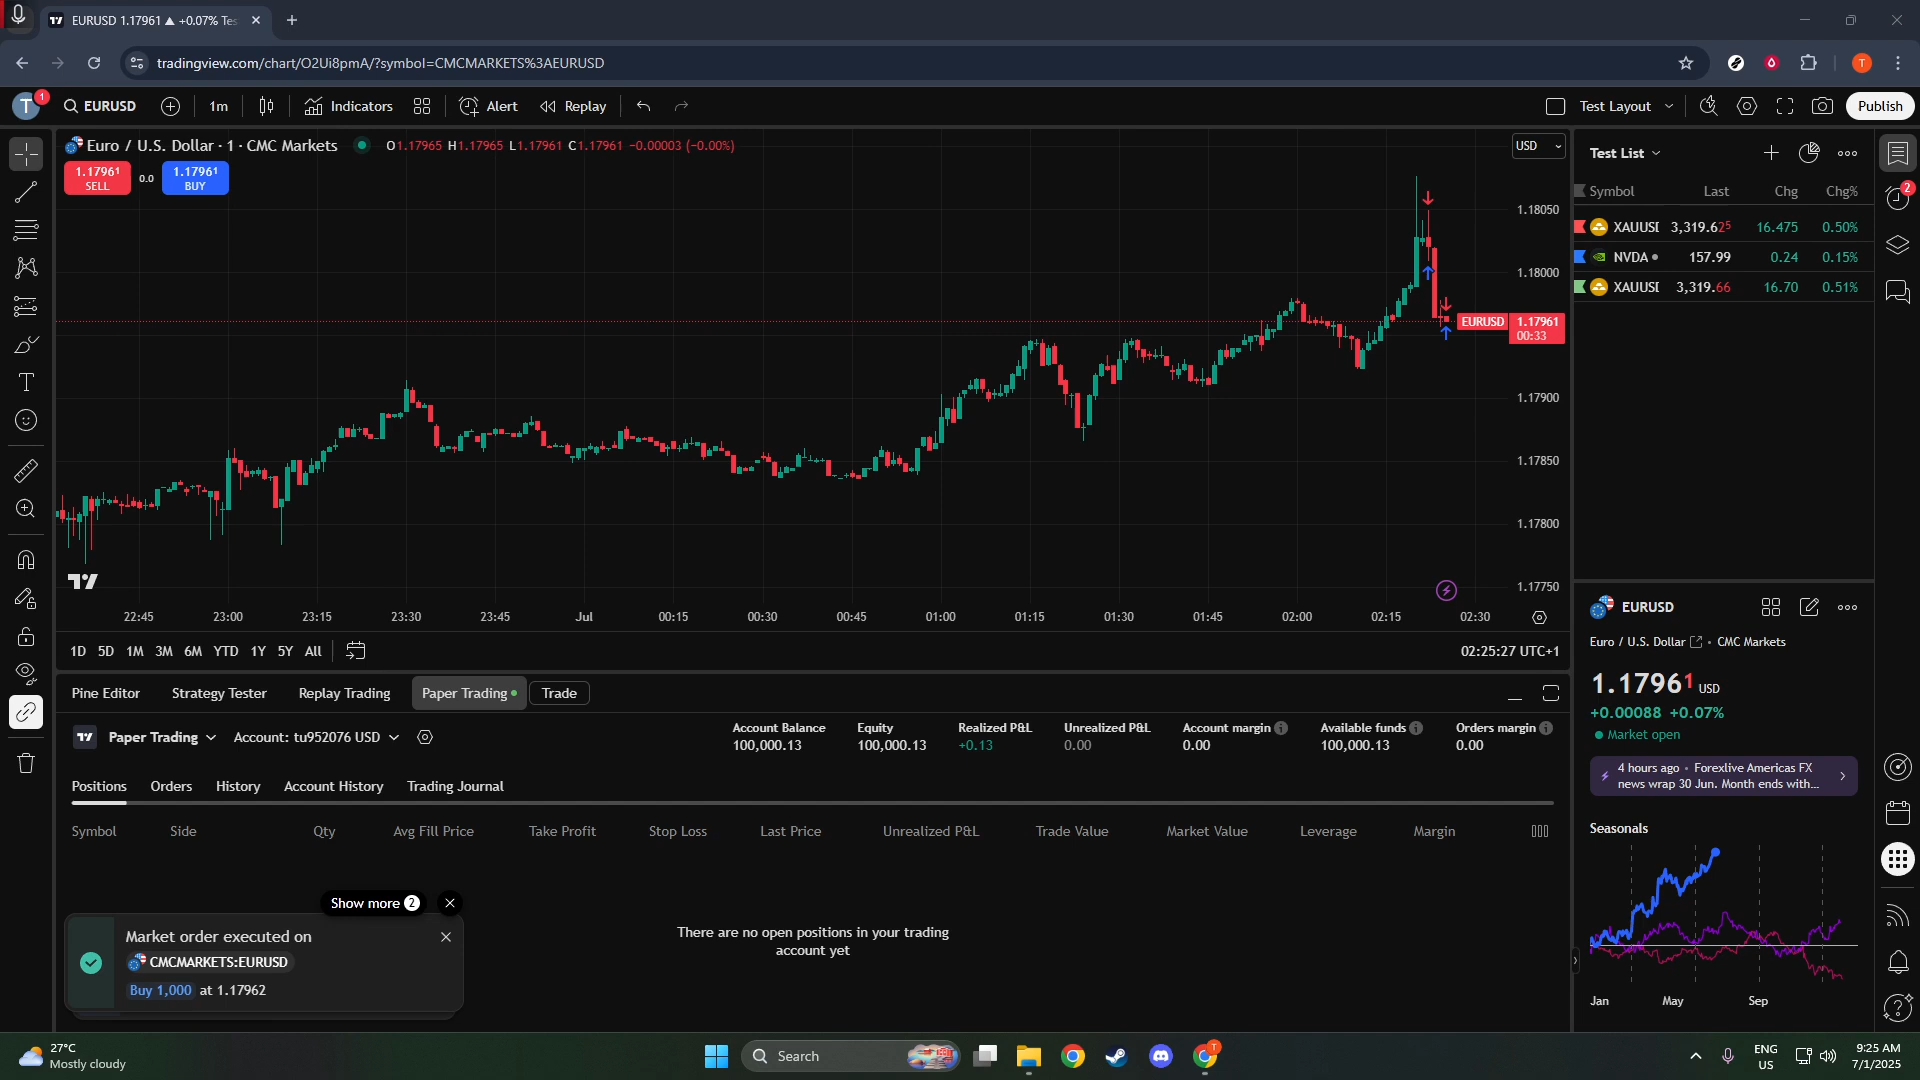 EURUSD 1.17961 ▲ +0.07% Tes
tradingview.com/chart/O2Ui8pmA/?symbol=CMCMARKETS%3AEURUSD
T 1 EURUSD 1m Indicators Alert Replay Test Layout Publish
Euro / U.S. Dollar · 1 · CMC Markets O1.17965 H1.17965 L1.17961 C1.17961 −0.00003 (−0.00%)
1.17961 SELL 0.0 1.17961 BUY
USD
1.18050
1.18000
EURUSD 1.17961
00:33
1.17900
1.17850
1.17800
1.17750
22:45 23:00 23:15 23:30 23:45 Jul 00:15 00:30 00:45 01:00 01:15 01:30 01:45 02:00 02:15 02:30
1D 5D 1M 3M 6M YTD 1Y 5Y All 02:25:27 UTC+1
Pine Editor Strategy Tester Replay Trading Paper Trading Trade
Paper Trading Account: tu952076 USD
Account Balance Equity Realized P&L Unrealized P&L Account margin Available funds Orders margin
100,000.13 100,000.13 +0.13 0.00 0.00 100,000.13 0.00
Positions Orders History Account History Trading Journal
Symbol Side Qty Avg Fill Price Take Profit Stop Loss Last Price Unrealized P&L Trade Value Market Value Leverage Margin
There are no open positions in your trading
account yet
Show more 2
Market order executed on
CMCMARKETS:EURUSD
Buy 1,000 at 1.17962
Test List
Symbol Last Chg Chg%
XAUUSD 3,319.625 16.475 0.50%
NVDA 157.99 0.24 0.15%
XAUUSD 3,319.66 16.70 0.51%
2
EURUSD
Euro / U.S. Dollar · CMC Markets
1.17961 USD
+0.00088 +0.07%
Market open
4 hours ago · Forexlive Americas FX
news wrap 30 Jun. Month ends with...
Seasonals
Jan May Sep
27°C
Mostly cloudy
Search
ENG
US
9:25 AM
7/1/2025